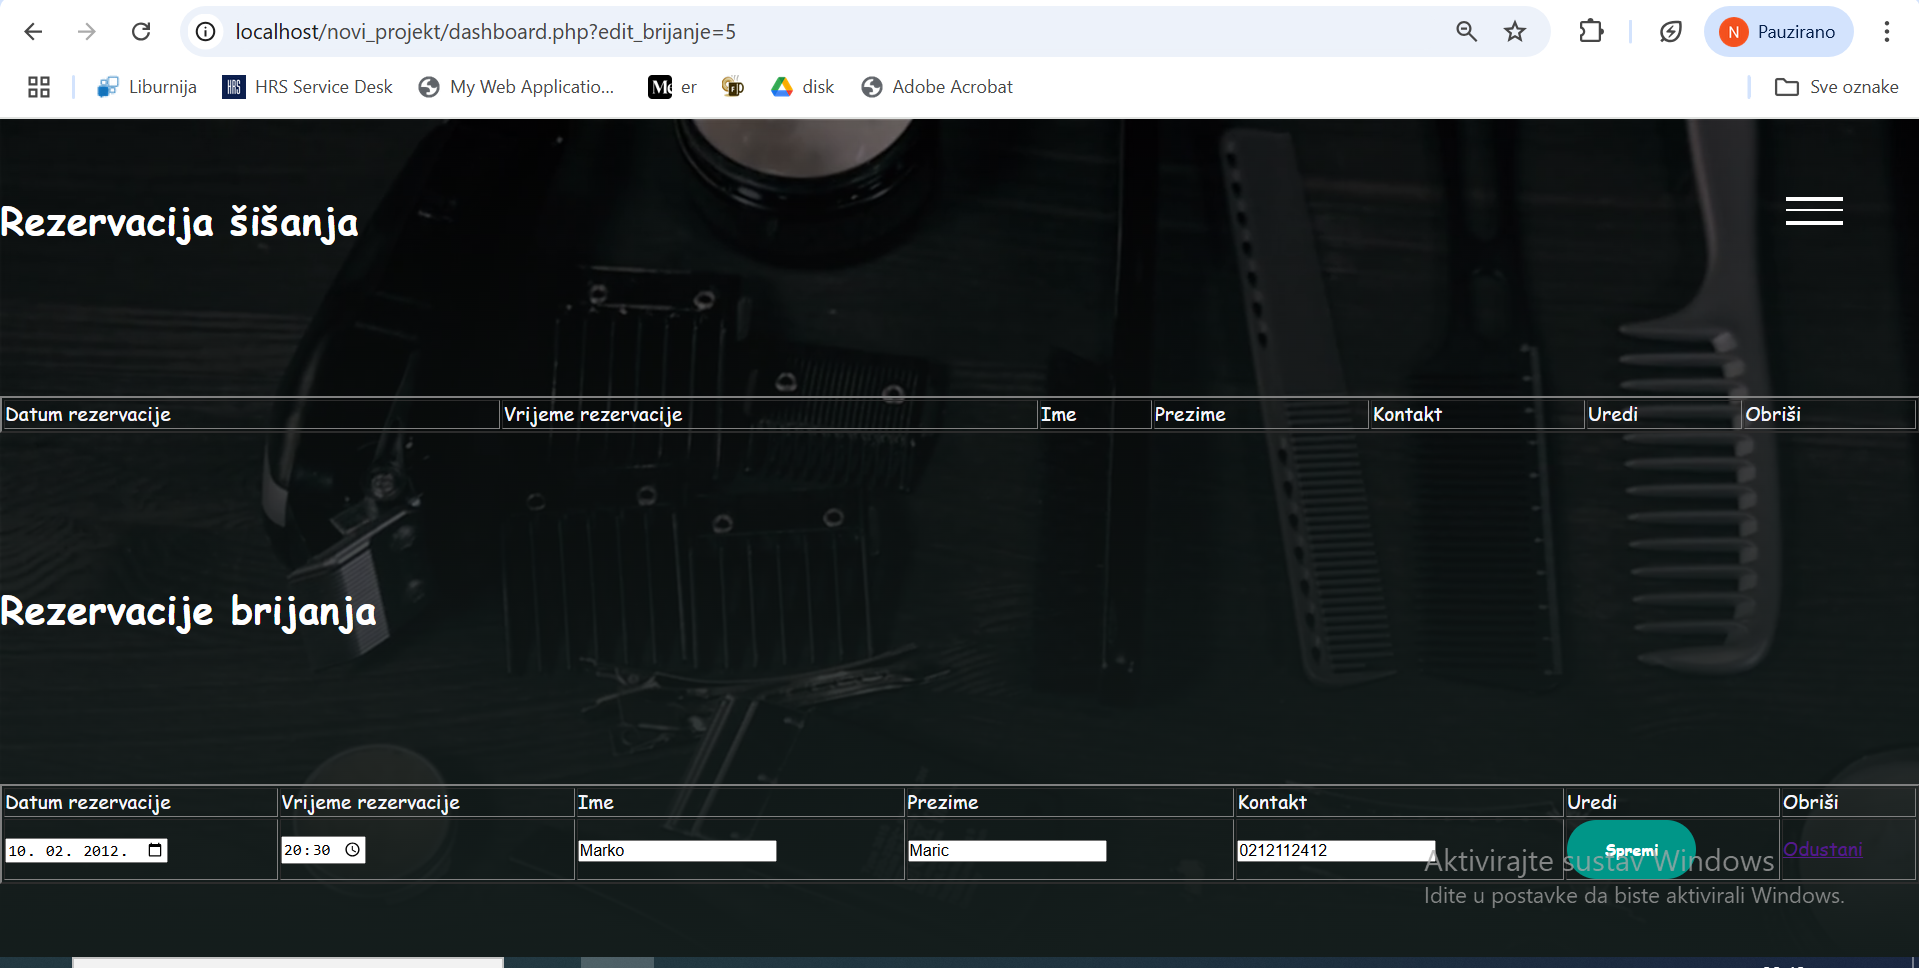 localhost/novi_projekt/dashboard.php?edit_brijanje=5
N Pauzirano
Liburnija HRS HRS Service Desk My Web Applicatio... Me er disk Adobe Acrobat Sve oznake
Rezervacija šišanja
Datum rezervacije Vrijeme rezervacije Ime Prezime Kontakt Uredi Obriši
Rezervacije brijanja
Datum rezervacije Vrijeme rezervacije Ime Prezime Kontakt Uredi Obriši
10. 02. 2012. 20:30 Marko Maric 0212112412 Spremi Odustani
Aktivirajte sustav Windows
Idite u postavke da biste aktivirali Windows.